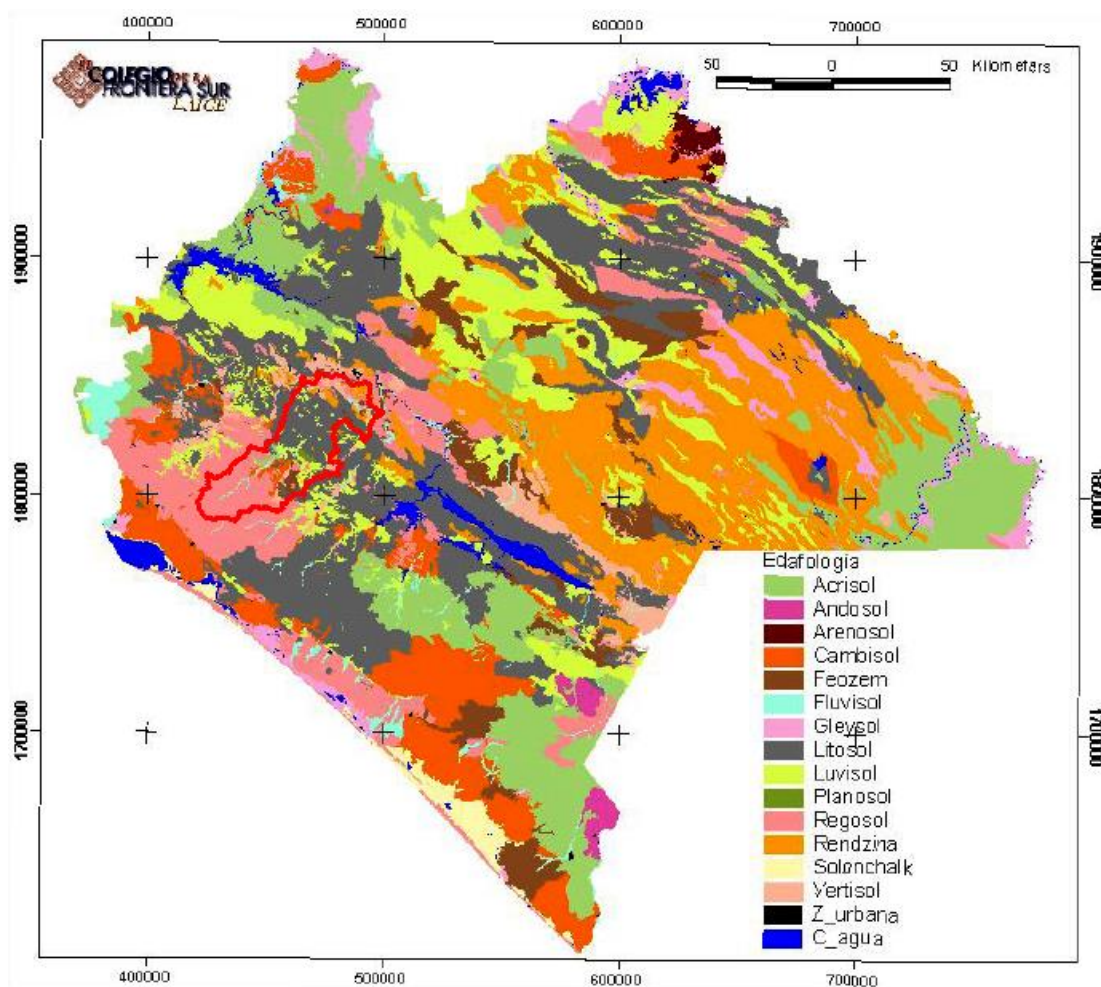 400000 500000 600000 700000
EL COLEGIO DE LA
FRONTERA SUR
LAIGE
50 0 50 Kilometers
1900000 1900000
1800000 1800000
1700000 1700000
Edafología
Acrisol
Andosol
Arenosol
Cambisol
Feozem
Fluvisol
Gleysol
Litosol
Luvisol
Planosol
Regosol
Rendzina
Solonchalk
Vertisol
Z_urbana
C_agua
400000 500000 600000 700000